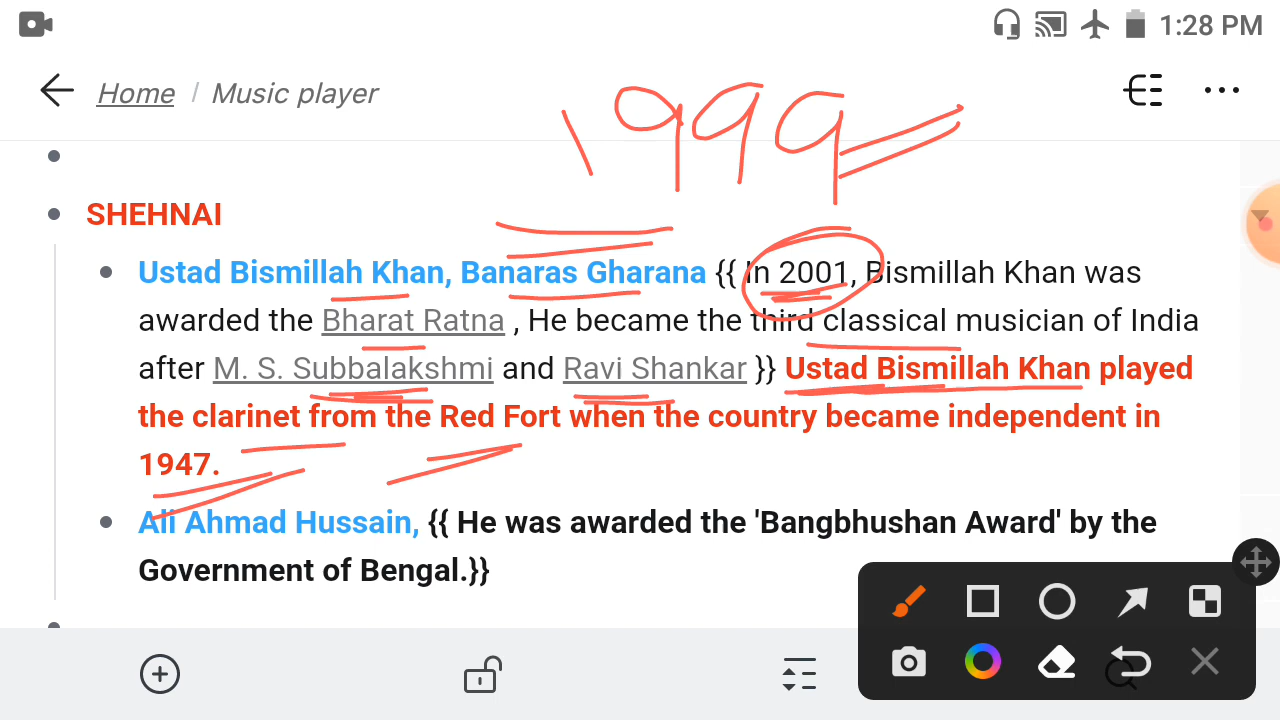 1:28 PM
Home / Music player
1999
SHEHNAI
Ustad Bismillah Khan, Banaras Gharana {{ In 2001, Bismillah Khan was
awarded the Bharat Ratna , He became the third classical musician of India
after M. S. Subbalakshmi and Ravi Shankar }} Ustad Bismillah Khan played
the clarinet from the Red Fort when the country became independent in
1947.
Ali Ahmad Hussain, {{ He was awarded the 'Bangbhushan Award' by the
Government of Bengal.}}